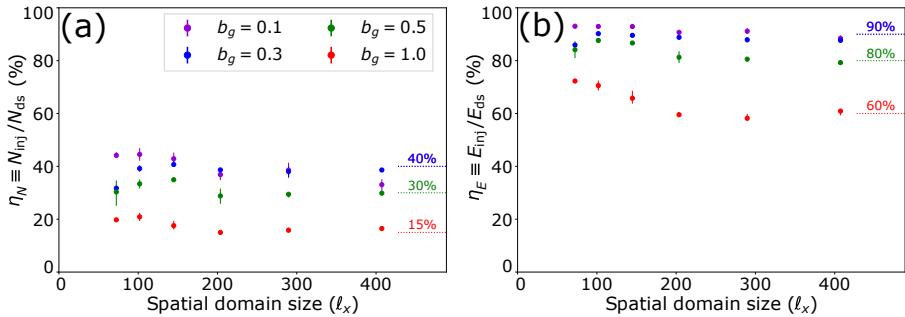 (a)
b_g = 0.1
b_g = 0.3
b_g = 0.5
b_g = 1.0
η_N ≡ N_inj/N_ds (%)
100
80
60
40
20
0
40%
30%
15%
0 100 200 300 400
Spatial domain size (ℓ_x)
(b)
η_E ≡ E_inj/E_ds (%)
100
80
60
40
20
0
90%
80%
60%
0 100 200 300 400
Spatial domain size (ℓ_x)